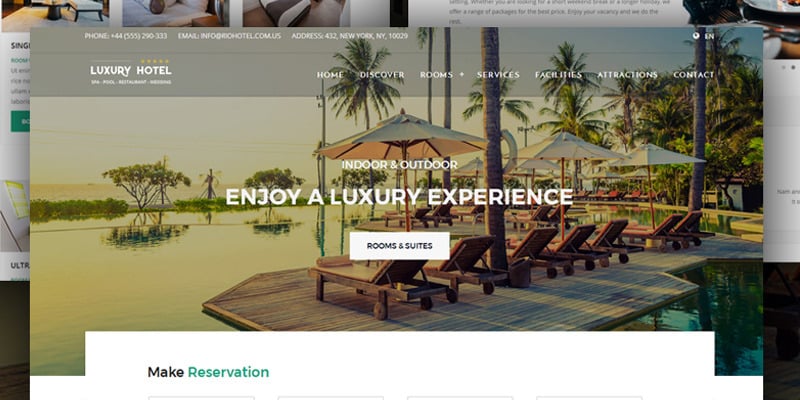 setting. Whether you are looking for a short weekend break or a longer holiday, we
offer a range of packages for the best price. Enjoy your vacancy and we do the
rest.
PHONE: +44 (555) 290-333 EMAIL: INFO@RIOHOTEL.COM.US ADDRESS: 432, NEW YORK, NY, 10029
EN
LUXURY HOTEL
SPA - POOL - RESTAURANT - WEDDING
HOME DISCOVER ROOMS + SERVICES FACILITIES ATTRACTIONS CONTACT
SING
INDOOR & OUTDOOR
ENJOY A LUXURY EXPERIENCE
ROOMS & SUITES
Nam an
ULTR
Make Reservation